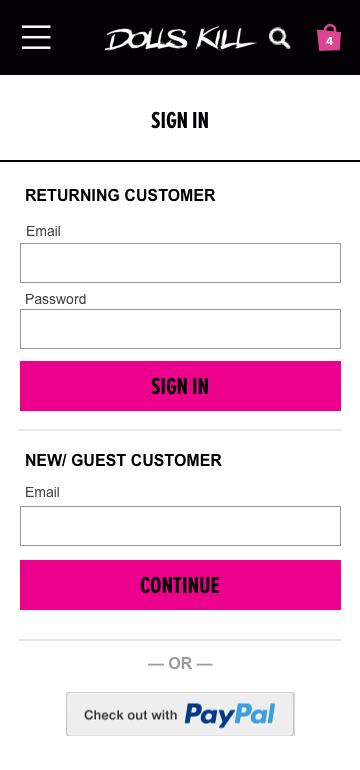 DOLLS KILL
4
SIGN IN
RETURNING CUSTOMER
Email
Password
SIGN IN
NEW/ GUEST CUSTOMER
Email
CONTINUE
— OR —
Check out with PayPal